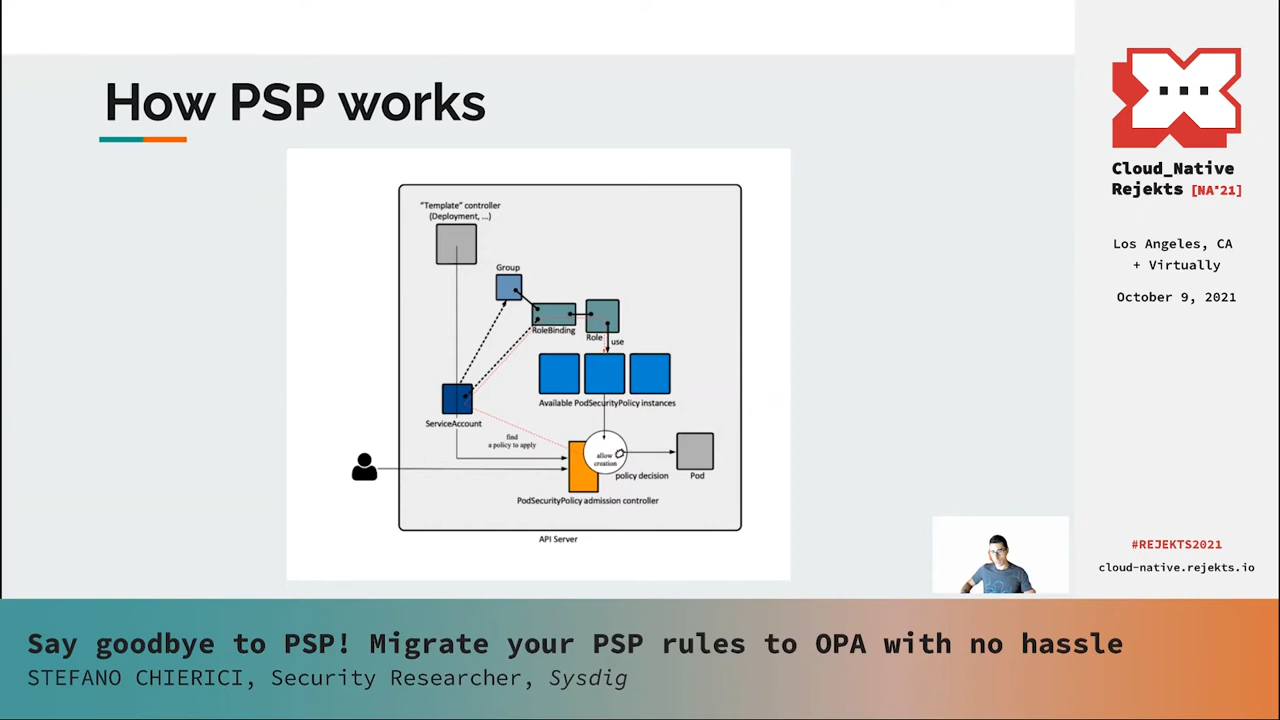 How PSP works
"Template" controller
(Deployment, ...)
Group
RoleBinding
Role
use
Available PodSecurityPolicy instances
ServiceAccount
find
a policy to apply
allow
creation
policy decision
Pod
PodSecurityPolicy admission controller
API Server
Cloud_Native
Rejekts [NA'21]
Los Angeles, CA
+ Virtually
October 9, 2021
#REJEKTS2021
cloud-native.rejekts.io
Say goodbye to PSP! Migrate your PSP rules to OPA with no hassle
STEFANO CHIERICI, Security Researcher, Sysdig